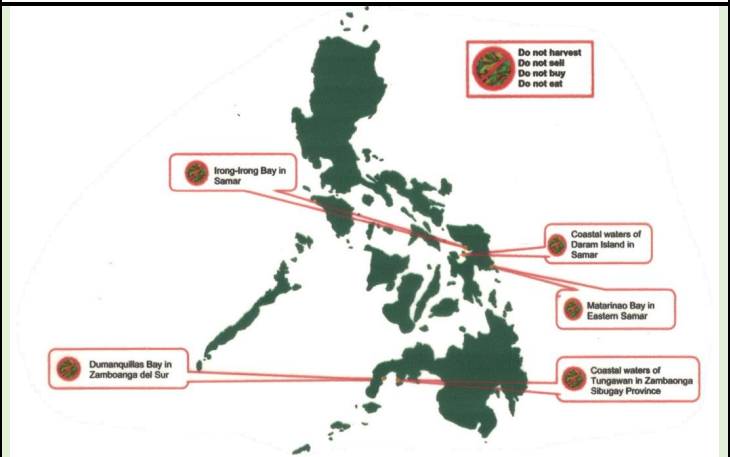 Do not harvest
Do not sell
Do not buy
Do not eat
Irong-Irong Bay in
Samar
Coastal waters of
Daram Island in
Samar
Matarinao Bay in
Eastern Samar
Dumanquillas Bay in
Zamboanga del Sur
Coastal waters of
Tungawan in Zambaonga
Sibugay Province